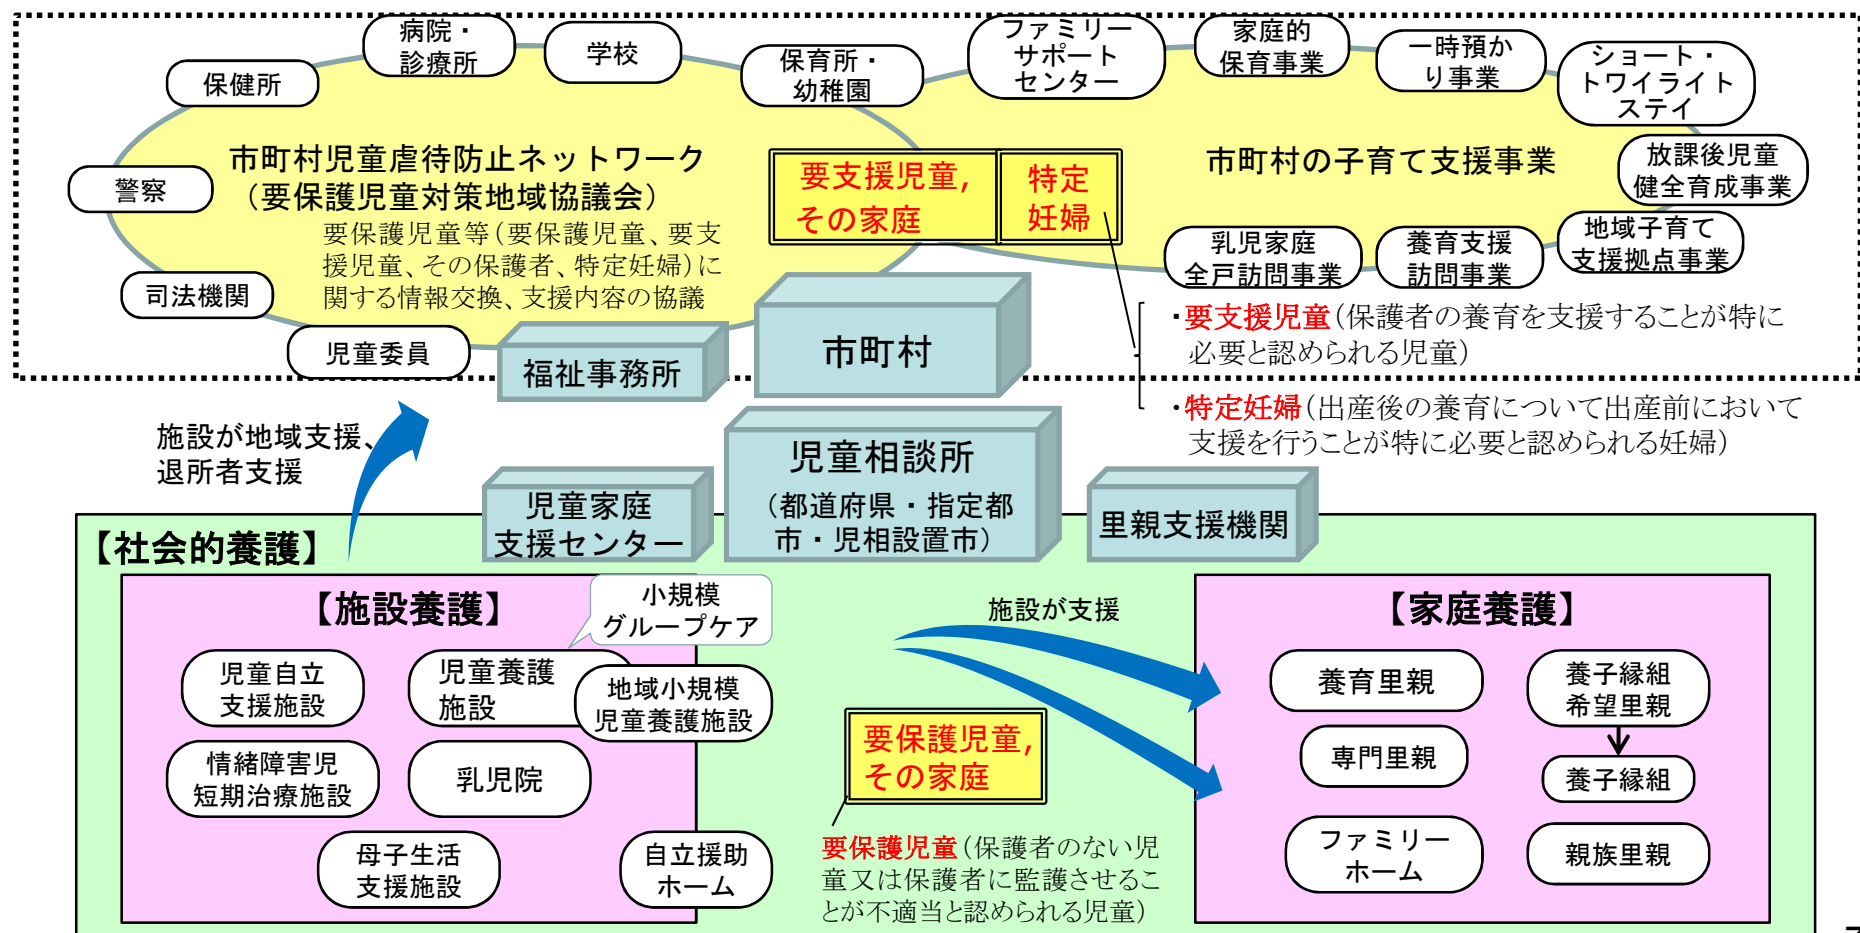 病院・
診療所
学校
保健所
保育所・
幼稚園
ファミリー
サポート
センター
家庭的
保育事業
一時預か
り事業
ショート・
トワイライト
ステイ
市町村児童虐待防止ネットワーク
（要保護児童対策地域協議会）
警察
要保護児童等（要保護児童、要支
援児童、その保護者、特定妊婦）に
関する情報交換、支援内容の協議
司法機関
児童委員
要支援児童,
その家庭
特定
妊婦
市町村の子育て支援事業
放課後児童
健全育成事業
乳児家庭
全戸訪問事業
養育支援
訪問事業
地域子育て
支援拠点事業
福祉事務所
市町村
・要支援児童（保護者の養育を支援することが特に
必要と認められる児童）
・特定妊婦（出産後の養育について出産前において
支援を行うことが特に必要と認められる妊婦）
施設が地域支援、
退所者支援
児童相談所
（都道府県・指定都
市・児相設置市）
児童家庭
支援センター
里親支援機関
【社会的養護】
【施設養護】
小規模
グループケア
児童自立
支援施設
児童養護
施設
地域小規模
児童養護施設
情緒障害児
短期治療施設
乳児院
母子生活
支援施設
自立援助
ホーム
施設が支援
要保護児童,
その家庭
要保護児童（保護者のない児
童又は保護者に監護させるこ
とが不適当と認められる児童）
【家庭養護】
養育里親
養子縁組
希望里親
専門里親
養子縁組
ファミリー
ホーム
親族里親